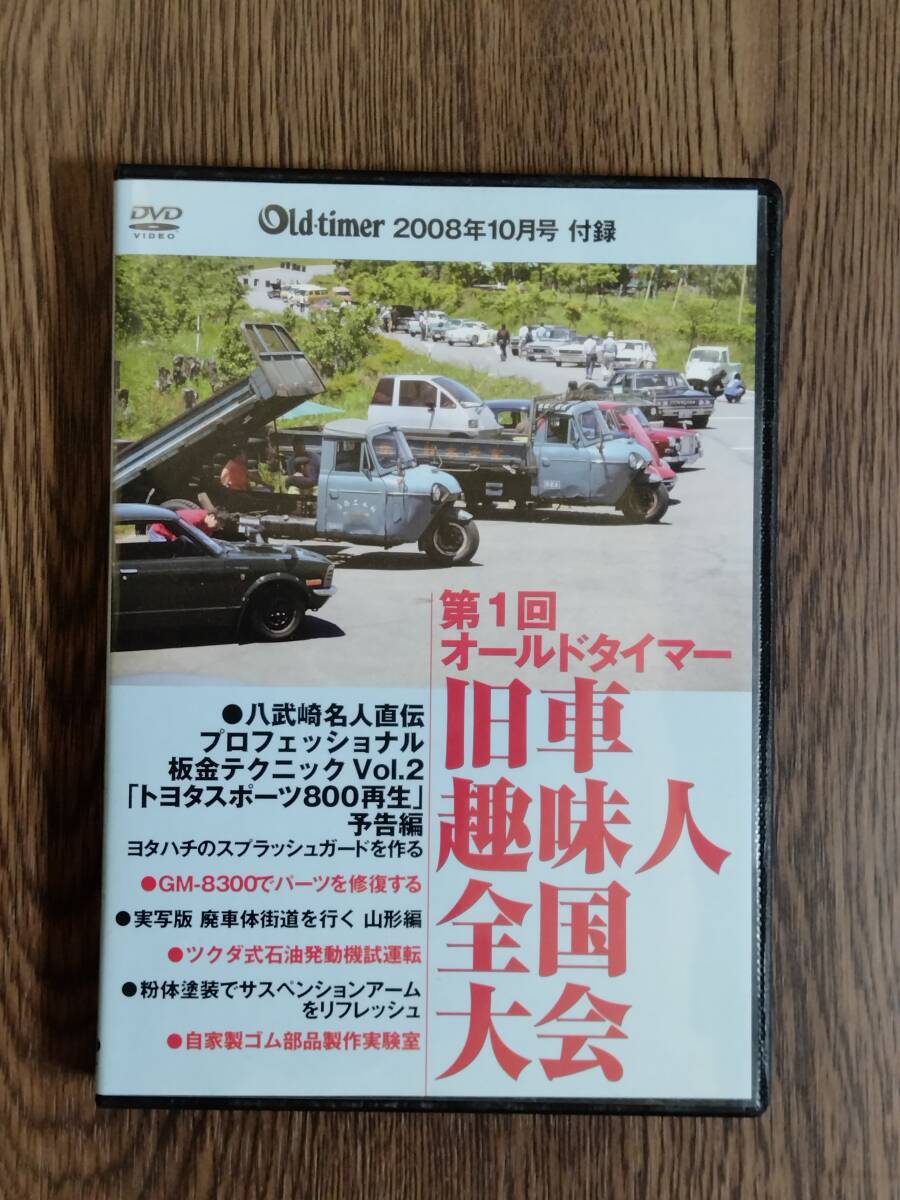 DVD
VIDEO
Old-timer 2008年10月号 付録
第1回
オールドタイマー
旧車
趣味人
全国
大会
●八武崎名人直伝
プロフェッショナル
板金テクニック Vol.2
「トヨタスポーツ800再生」
予告編
ヨタハチのスプラッシュガードを作る
●GM-8300でパーツを修復する
●実写版 廃車体街道を行く 山形編
●ツクダ式石油発動機試運転
●粉体塗装でサスペンションアーム
をリフレッシュ
●自家製ゴム部品製作実験室